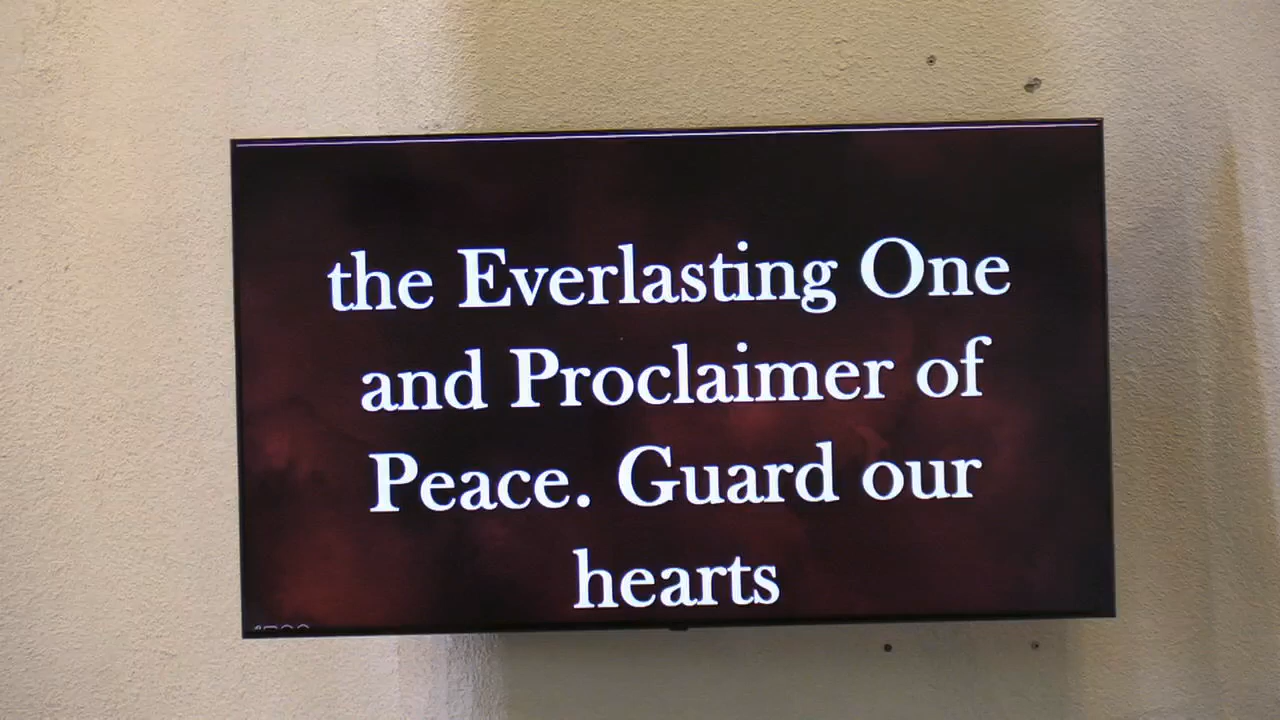 the Everlasting One
and Proclaimer of
Peace. Guard our
hearts